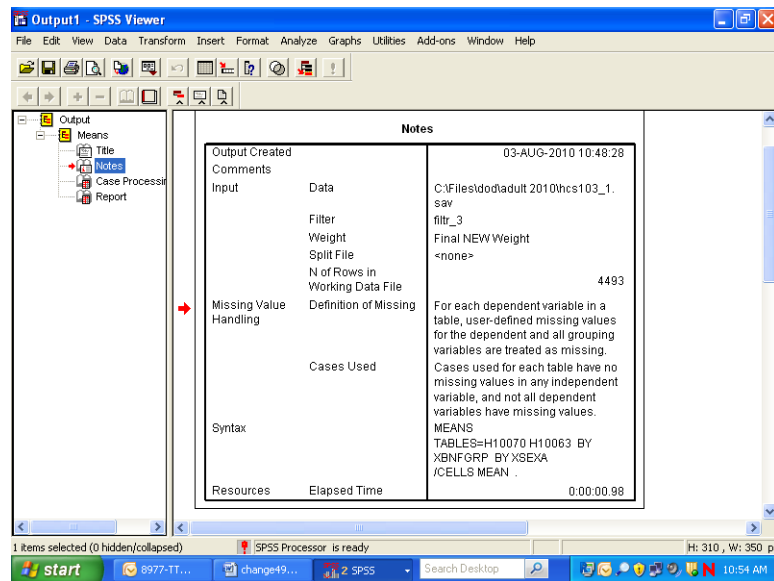 Output1 - SPSS Viewer
File Edit View Data Transform Insert Format Analyze Graphs Utilities Add-ons Window Help
Output
Means
Title
Notes
Case Processin
Report
Notes
Output Created 03-AUG-2010 10:48:28
Comments
Input Data C:\Files\dod\adult 2010\hcs103_1.
sav
Filter filtr_3
Weight Final NEW Weight
Split File <none>
N of Rows in
Working Data File 4493
Missing Value
Handling
Definition of Missing
For each dependent variable in a
table, user-defined missing values
for the dependent and all grouping
variables are treated as missing.
Cases Used
Cases used for each table have no
missing values in any independent
variable, and not all dependent
variables have missing values.
Syntax
MEANS
TABLES=H10070 H10063 BY
XBNFGRP BY XSEXA
/CELLS MEAN .
Resources Elapsed Time 0:00:00.98
1 items selected (0 hidden/collapsed) SPSS Processor is ready H: 310 , W: 350 p
start 8977-TT... change49... 2 SPSS Search Desktop 10:54 AM